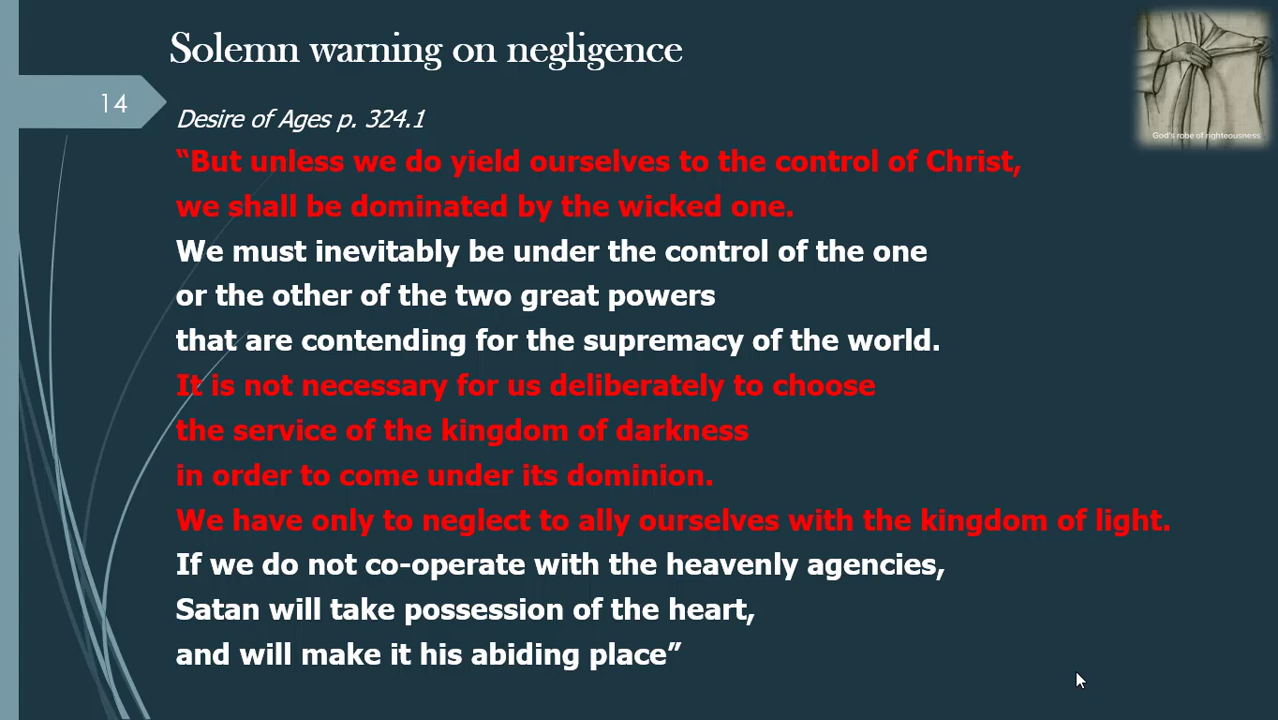 Solemn warning on negligence
14
God's robe of righteousness
Desire of Ages p. 324.1
“But unless we do yield ourselves to the control of Christ,
we shall be dominated by the wicked one.
We must inevitably be under the control of the one
or the other of the two great powers
that are contending for the supremacy of the world.
It is not necessary for us deliberately to choose
the service of the kingdom of darkness
in order to come under its dominion.
We have only to neglect to ally ourselves with the kingdom of light.
If we do not co-operate with the heavenly agencies,
Satan will take possession of the heart,
and will make it his abiding place”